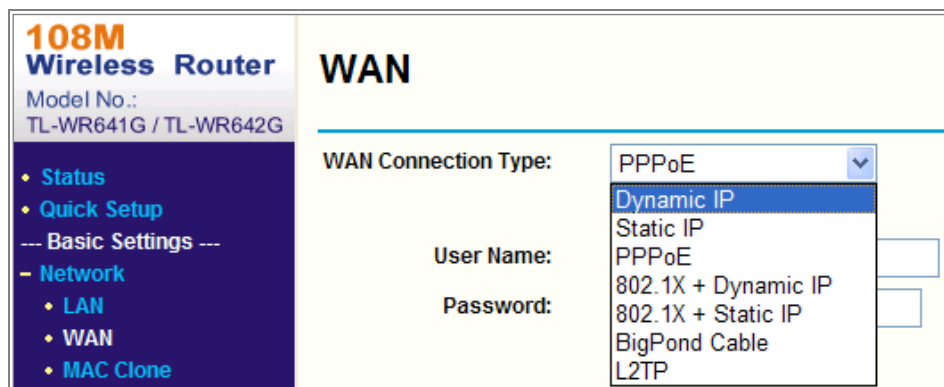 108M
Wireless Router
Model No.:
TL-WR641G / TL-WR642G
• Status
• Quick Setup
--- Basic Settings ---
– Network
• LAN
• WAN
• MAC Clone
WAN
WAN Connection Type:
PPPoE
Dynamic IP
Static IP
PPPoE
802.1X + Dynamic IP
802.1X + Static IP
BigPond Cable
L2TP
User Name:
Password: